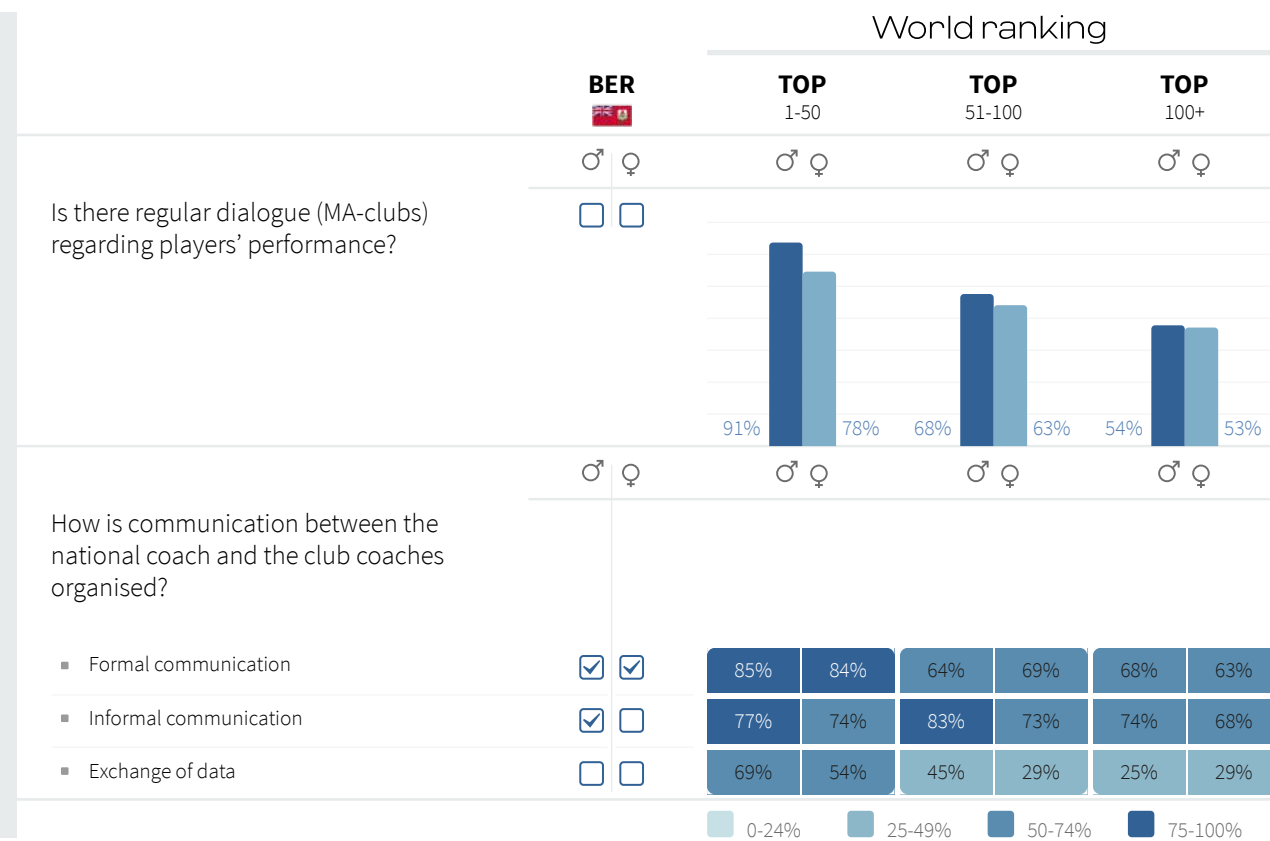 World ranking
BER TOP TOP TOP
1-50 51-100 100+
♂ ♀ ♂ ♀ ♂ ♀ ♂ ♀
Is there regular dialogue (MA-clubs)
regarding players’ performance?
91% 78% 68% 63% 54% 53%
♂ ♀ ♂ ♀ ♂ ♀ ♂ ♀
How is communication between the
national coach and the club coaches
organised?
Formal communication 85% 84% 64% 69% 68% 63%
Informal communication 77% 74% 83% 73% 74% 68%
Exchange of data 69% 54% 45% 29% 25% 29%
0-24% 25-49% 50-74% 75-100%